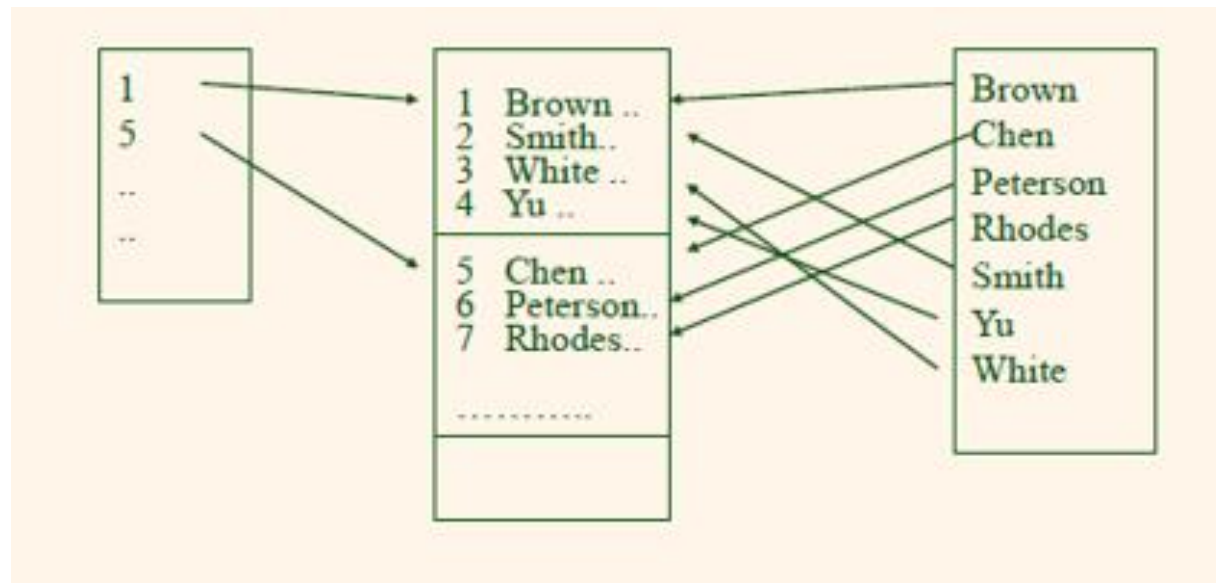 1
5
..
..
1 Brown ..
2 Smith..
3 White ..
4 Yu ..
5 Chen ..
6 Peterson..
7 Rhodes..
...........
Brown
Chen
Peterson
Rhodes
Smith
Yu
White